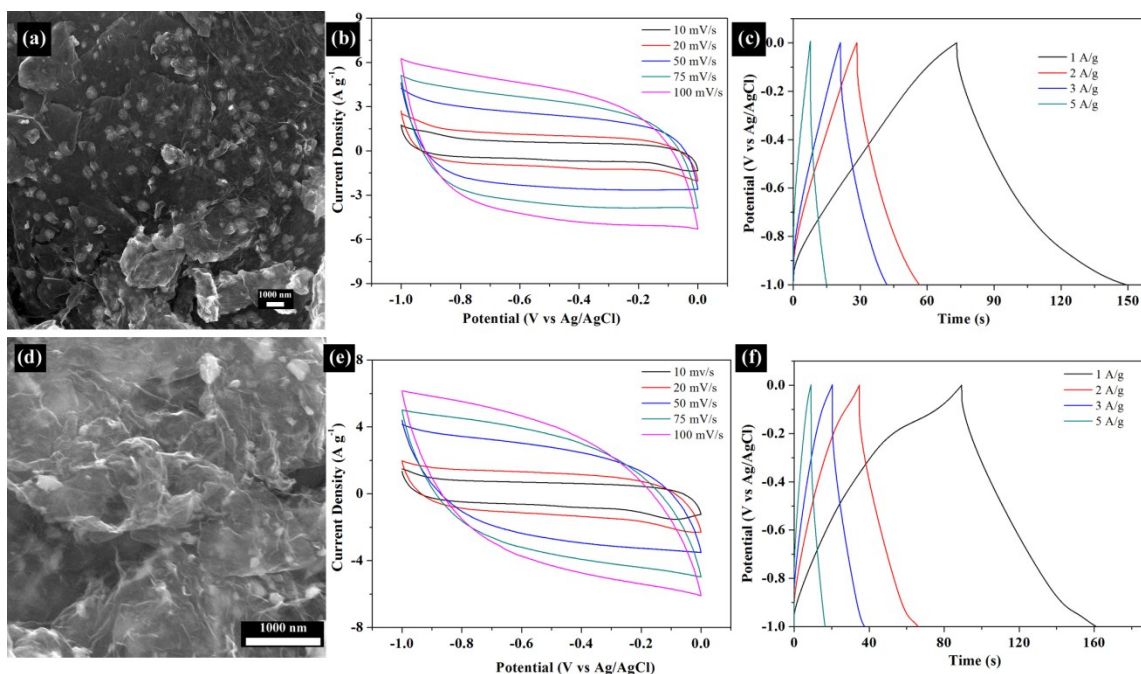 (a)
1000 nm
(b)
9
6
3
0
-3
-6
-9
Current Density (A g⁻¹)
10 mV/s
20 mV/s
50 mV/s
75 mV/s
100 mV/s
-1.0 -0.8 -0.6 -0.4 -0.2 0.0
Potential (V vs Ag/AgCl)
(c)
0.0
-0.2
-0.4
-0.6
-0.8
-1.0
Potential (V vs Ag/AgCl)
1 A/g
2 A/g
3 A/g
5 A/g
0 30 60 90 120 150
Time (s)
(d)
1000 nm
(e)
8
4
0
-4
-8
Current Density (A g⁻¹)
10 mv/s
20 mV/s
50 mV/s
75 mV/s
100 mV/s
-1.0 -0.8 -0.6 -0.4 -0.2 0.0
Potential (V vs Ag/AgCl)
(f)
0.0
-0.2
-0.4
-0.6
-0.8
-1.0
Potential (V vs Ag/AgCl)
1 A/g
2 A/g
3 A/g
5 A/g
0 40 80 120 160
Time (s)